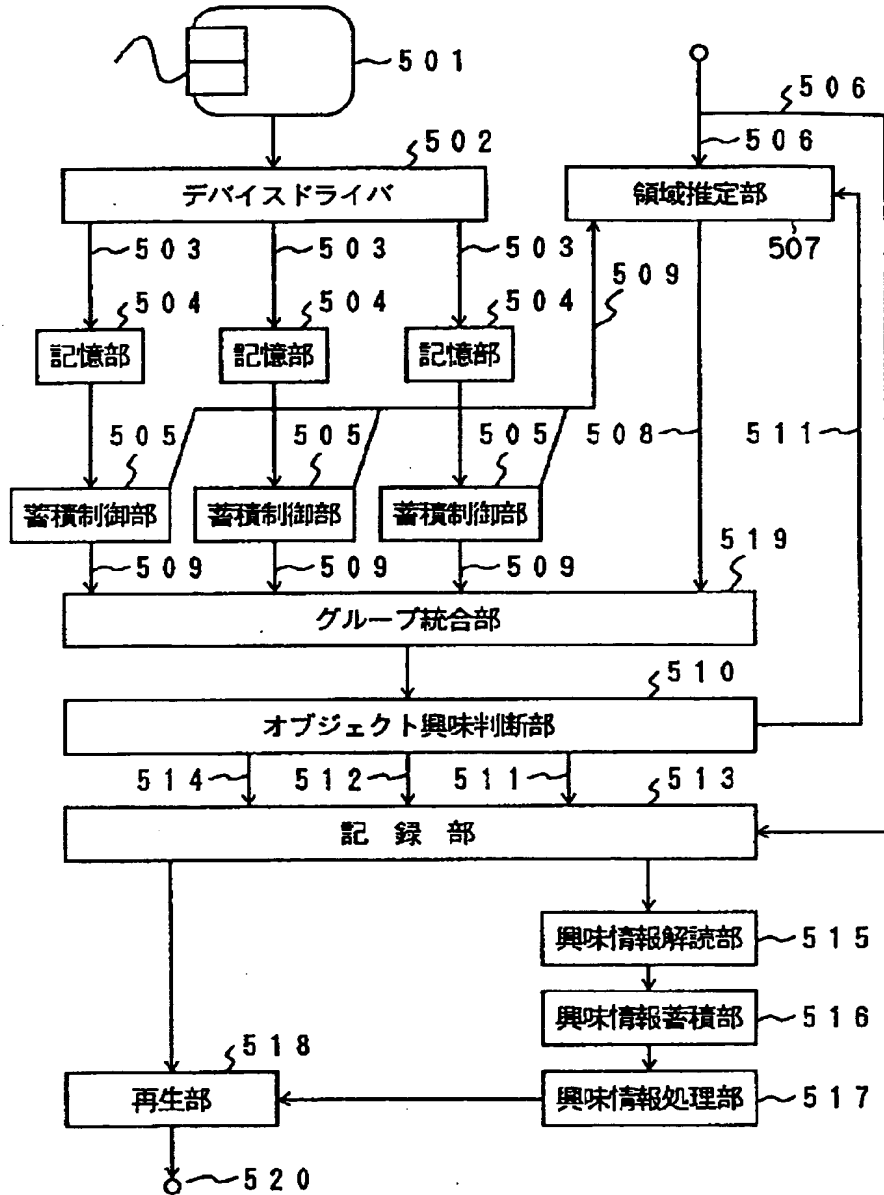 501
506
502
506
デバイスドライバ
領域推定部
507
503
503
503
509
504
504
504
記憶部
記憶部
記憶部
505
505
505
508
511
蓄積制御部
蓄積制御部
蓄積制御部
509
509
509
519
グループ統合部
510
オブジェクト興味判断部
514
512
511
513
記録部
興味情報解読部
515
興味情報蓄積部
516
518
再生部
興味情報処理部
517
520